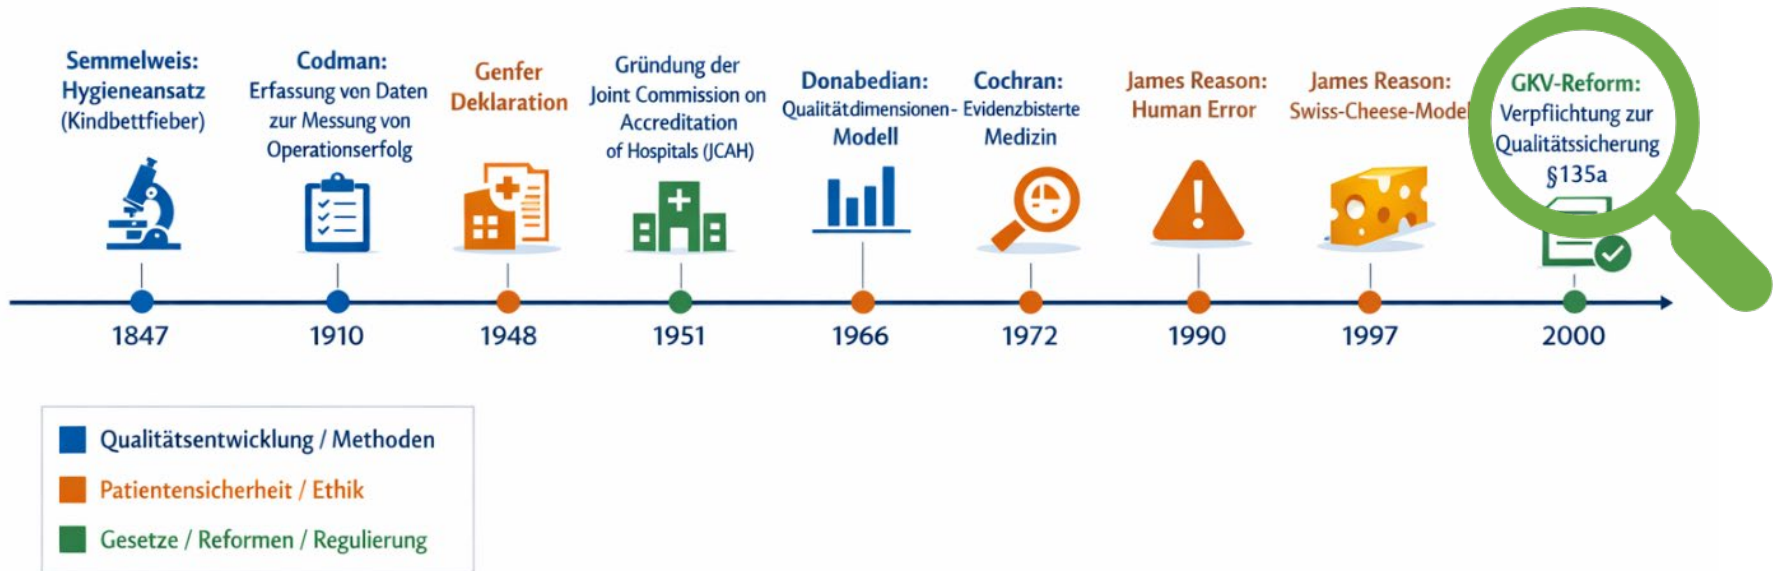 Semmelweis:
Hygieneansatz
(Kindbettfieber)
Codman:
Erfassung von Daten
zur Messung von
Operationserfolg
Genfer
Deklaration
Gründung der
Joint Commission on
Accreditation
of Hospitals (JCAH)
Donabedian:
Qualitätdimensionen-
Modell
Cochran:
Evidenzbisterte
Medizin
James Reason:
Human Error
James Reason:
Swiss-Cheese-Model
GKV-Reform:
Verpflichtung zur
Qualitätssicherung
§135a
1847
1910
1948
1951
1966
1972
1990
1997
2000
Qualitätsentwicklung / Methoden
Patientensicherheit / Ethik
Gesetze / Reformen / Regulierung